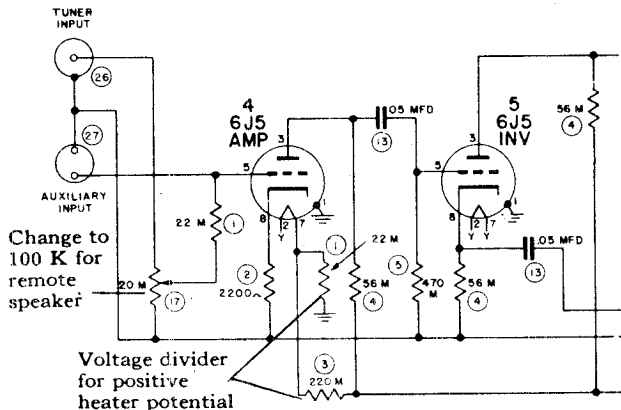 TUNER
INPUT
26
27
AUXILIARY
INPUT
4
6J5
AMP
3
5
8
2
7
1
Y
.05 MFD
13
5
6J5
INV
3
5
8
2
7
1
Y Y
56 M
4
22 M
1
Change to
100 K for
remote
speaker
20 M
17
2
2200
1
22 M
56 M
4
5
470
M
56 M
4
.05 MFD
13
Voltage divider
for positive
heater potential
3
220 M